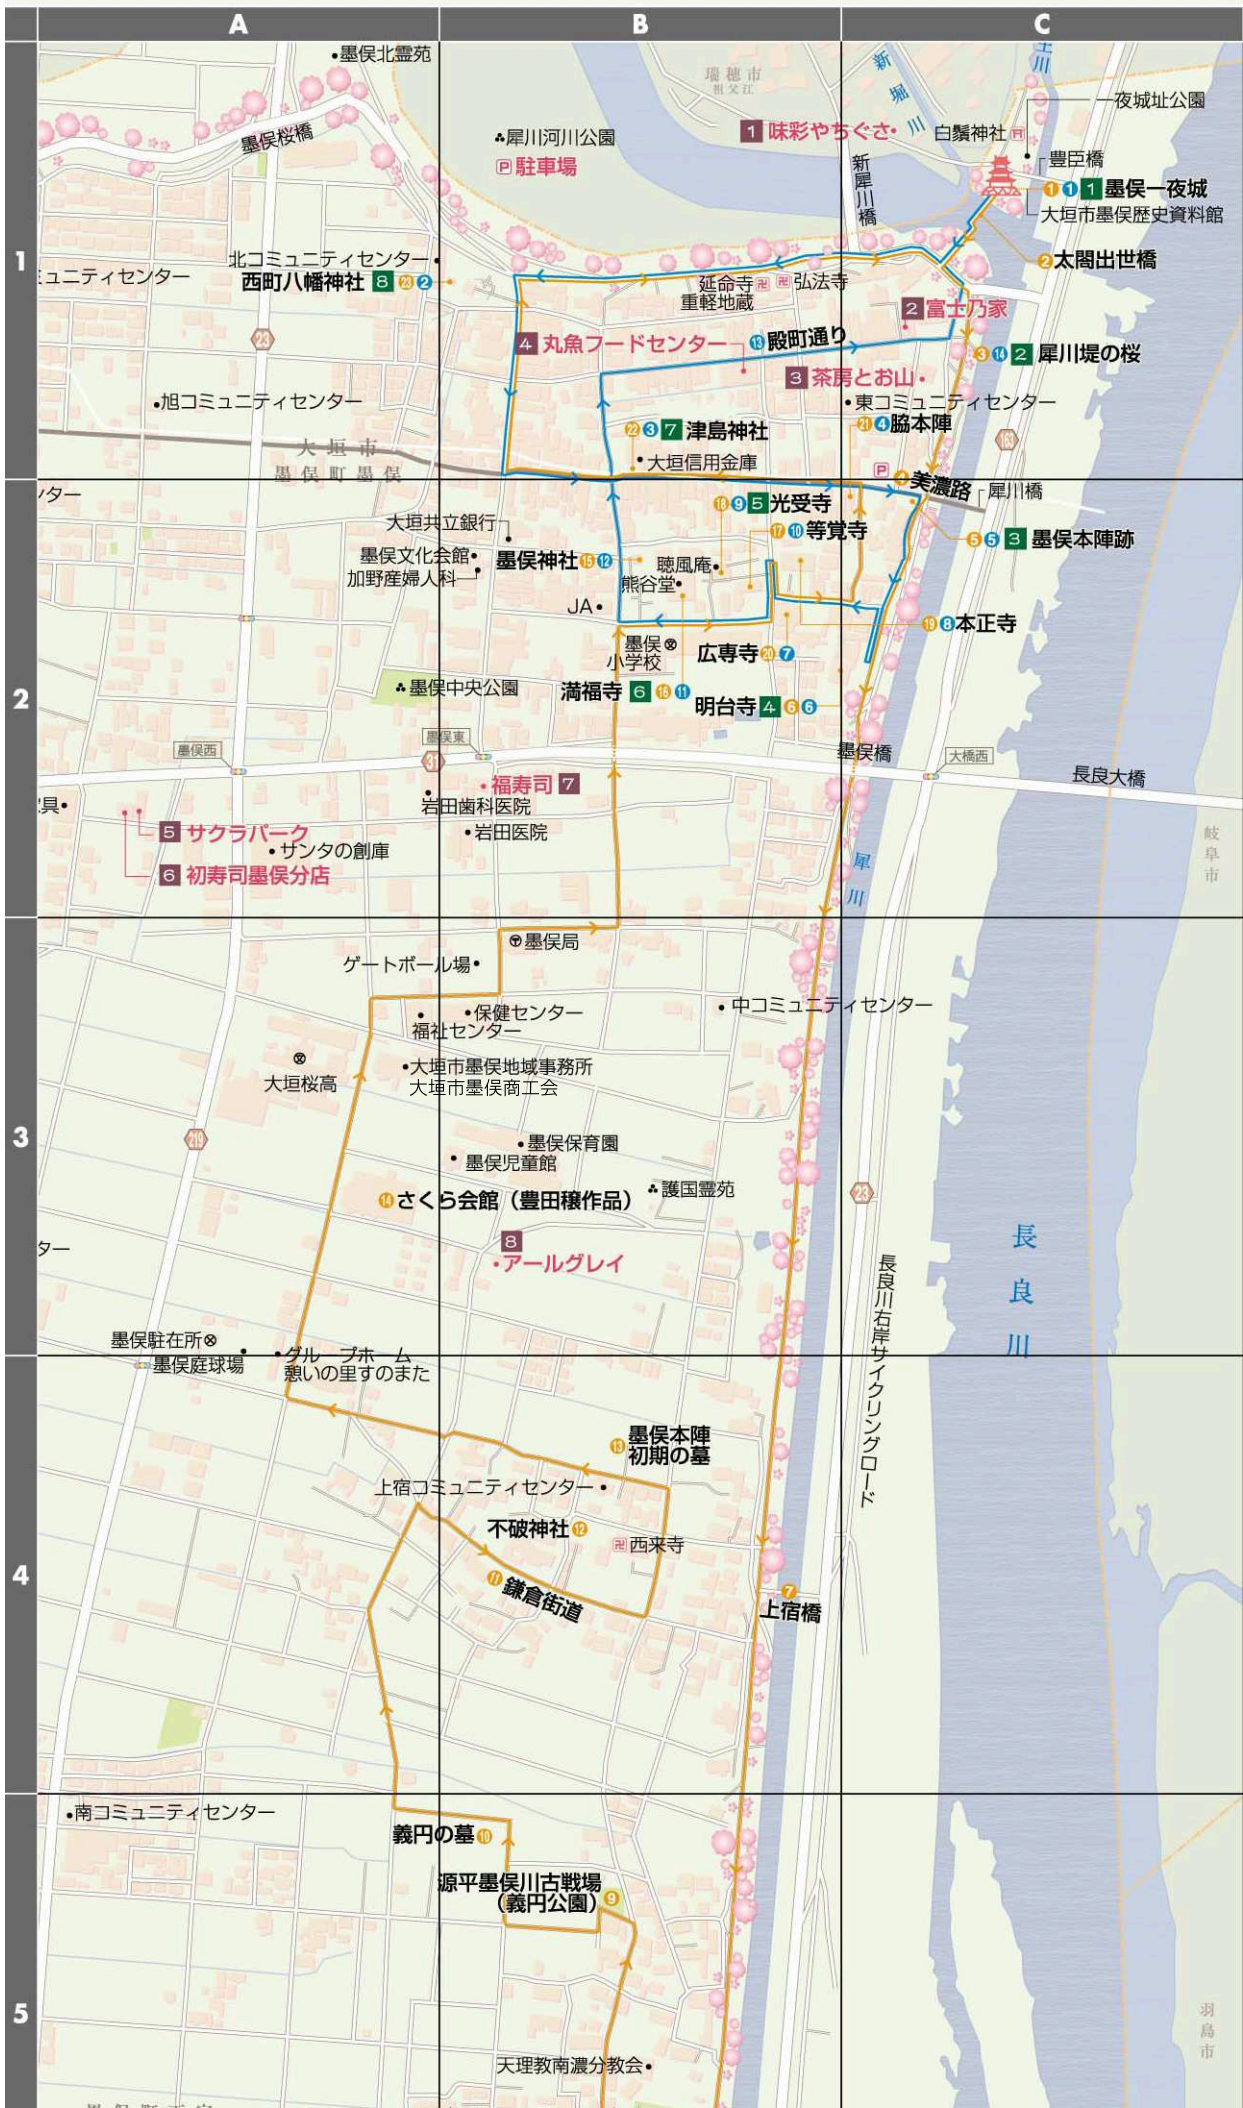 A
B
C
1
2
3
4
5
墨俣北霊苑
墨俣桜橋
犀川河川公園
P 駐車場
瑞穂市
祖父江
1 味彩やちぐさ
新堀川
新犀川橋
白鬚神社
一夜城址公園
豊臣橋
1 1 1 墨俣一夜城
大垣市墨俣歴史資料館
2 太閤出世橋
北コミュニティセンター
ミュニティセンター
西町八幡神社 8 23 2
延命寺
重軽地蔵
弘法寺
2 富士乃家
4 丸魚フードセンター
13 殿町通り
3 14 2 犀川堤の桜
3 茶房とお山
23
旭コミュニティセンター
東コミュニティセンター
大垣市
墨俣町墨俣
22 3 7 津島神社
大垣信用金庫
21 4 脇本陣
163
P
4 美濃路
犀川橋
ンター
18 9 5 光受寺
大垣共立銀行
17 10 等覚寺
5 5 3 墨俣本陣跡
墨俣文化会館
加野産婦人科
墨俣神社 15 12
聴風庵
熊谷堂
JA
19 8 本正寺
墨俣
小学校
広専寺 20 7
墨俣中央公園
満福寺 6 16 11
明台寺 4 6 6
墨俣西
墨俣東
31
墨俣橋
大橋西
長良大橋
福寿司 7
岩田歯科医院
岩田医院
具
5 サクラパーク
サンタの創庫
6 初寿司墨俣分店
犀川
岐阜市
墨俣局
ゲートボール場
保健センター
福祉センター
中コミュニティセンター
大垣桜高
大垣市墨俣地域事務所
大垣市墨俣商工会
219
墨俣保育園
墨俣児童館
14 さくら会館（豊田穣作品）
護国霊苑
23
8
アールグレイ
ター
長良川
長良川右岸サイクリングロード
墨俣駐在所
墨俣庭球場
グループホーム
憩いの里すのまた
13 墨俣本陣
初期の墓
上宿コミュニティセンター
不破神社 12
西来寺
11 鎌倉街道
7
上宿橋
南コミュニティセンター
義円の墓 10
源平墨俣川古戦場
（義円公園） 9
羽島市
天理教南濃分教会